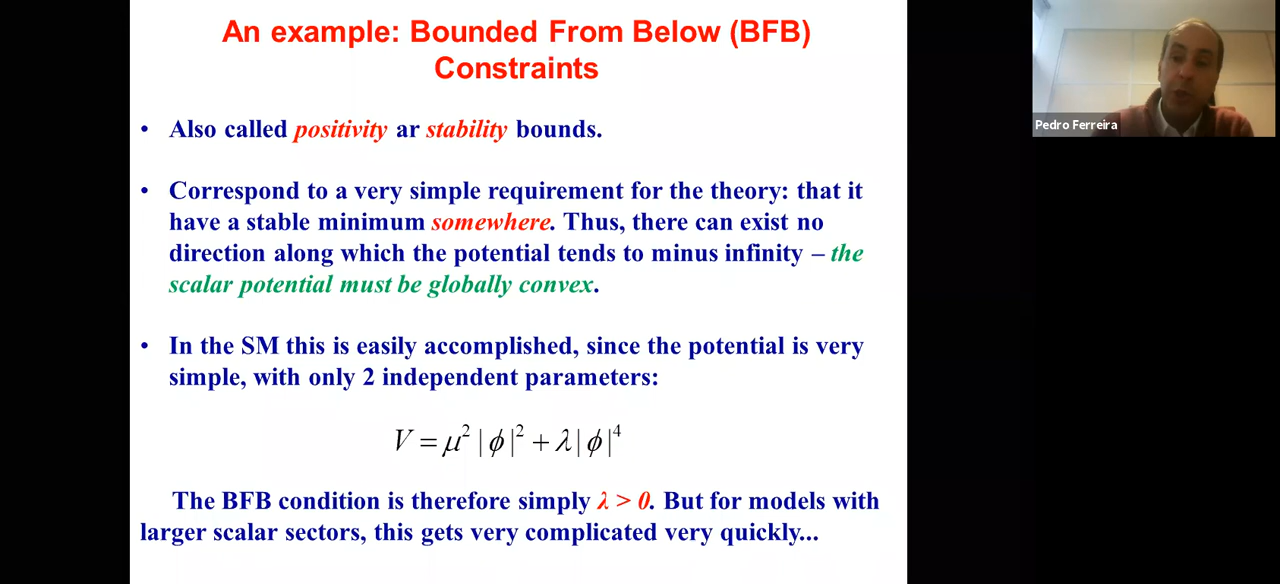 An example: Bounded From Below (BFB)
Constraints
• Also called positivity ar stability bounds.
• Correspond to a very simple requirement for the theory: that it
have a stable minimum somewhere. Thus, there can exist no
direction along which the potential tends to minus infinity – the
scalar potential must be globally convex.
• In the SM this is easily accomplished, since the potential is very
simple, with only 2 independent parameters:
V = μ² | ϕ |² + λ | ϕ |⁴
The BFB condition is therefore simply λ > 0. But for models with
larger scalar sectors, this gets very complicated very quickly...
Pedro Ferreira